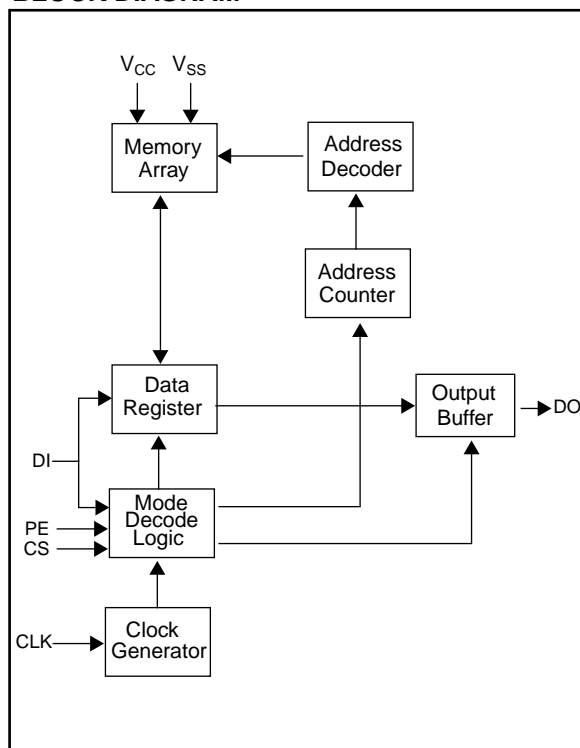 BLOCK DIAGRAM
VCC
VSS
Memory
Array
Address
Decoder
Address
Counter
Data
Register
Output
Buffer
DO
DI
Mode
Decode
Logic
PE
CS
Clock
Generator
CLK